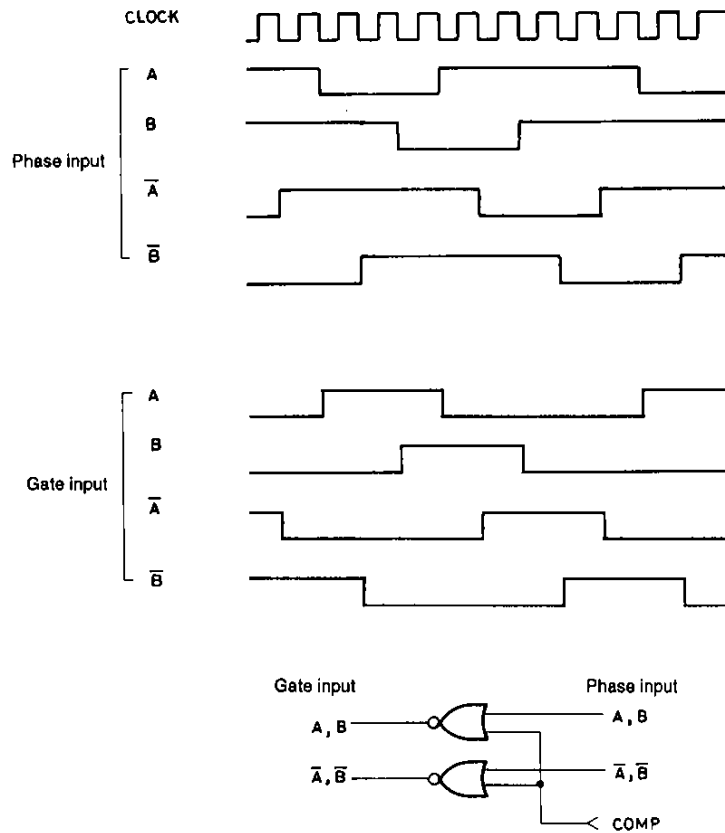 CLOCK
A
B
Phase input
A̅
B̅
A
B
Gate input
A̅
B̅
Gate input
Phase input
A, B
A, B
A̅, B̅
A̅, B̅
COMP